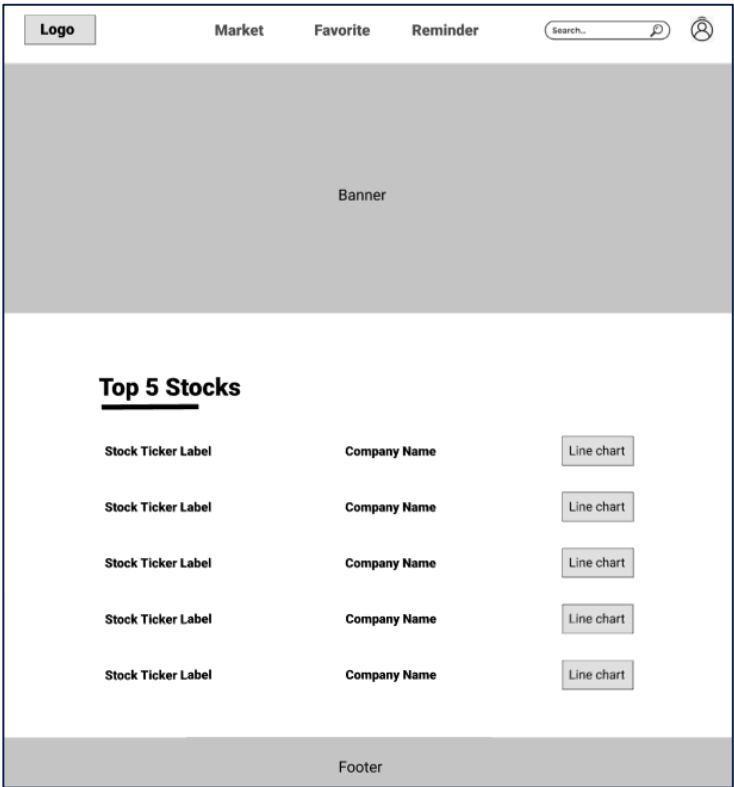 Logo Market Favorite Reminder Search..
Banner
Top 5 Stocks
Stock Ticker Label Company Name Line chart
Stock Ticker Label Company Name Line chart
Stock Ticker Label Company Name Line chart
Stock Ticker Label Company Name Line chart
Stock Ticker Label Company Name Line chart
Footer